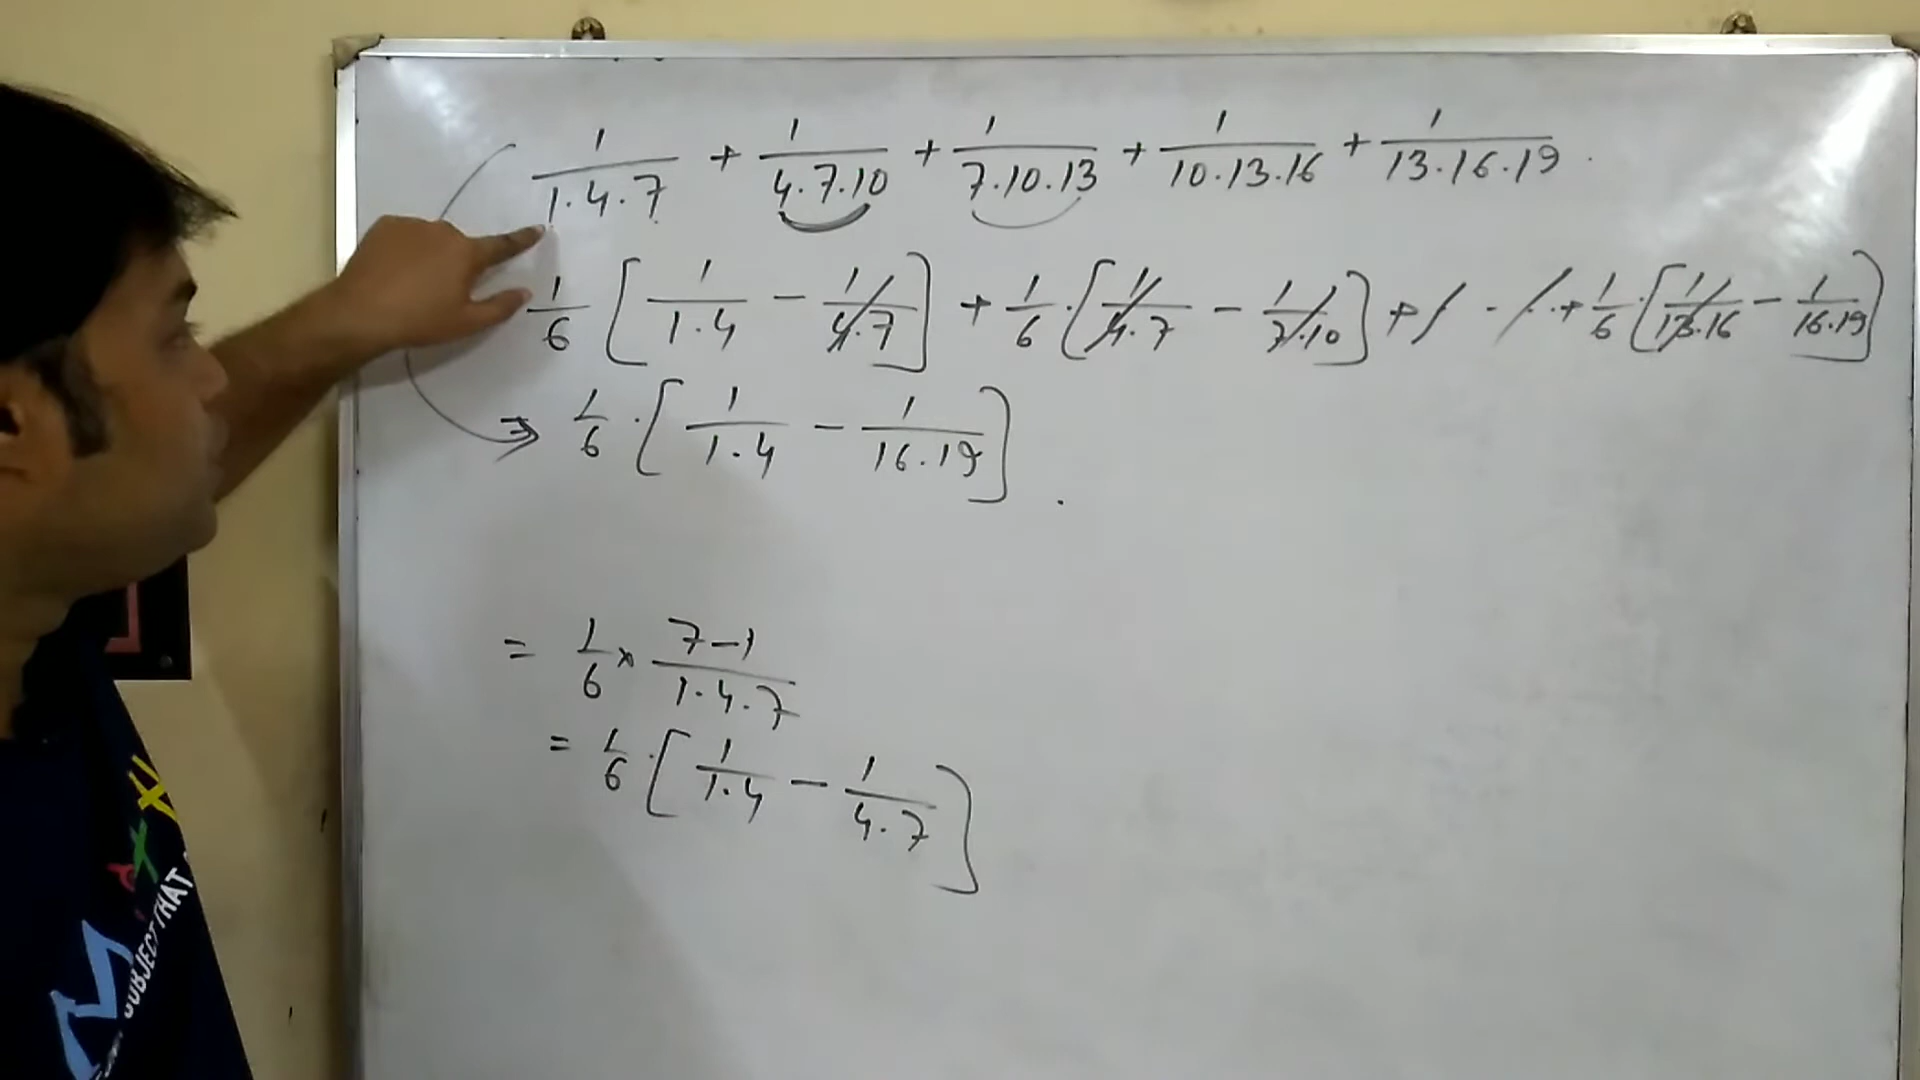 1/1.4.7 + 1/4.7.10 + 1/7.10.13 + 1/10.13.16 + 1/13.16.19 .
1/6 [1/1.4 - 1/4.7] + 1/6 . [1/4.7 - 1/7.10] + / - / . . + 1/6 . [1/13.16 - 1/16.19]
⇒ 1/6 . [1/1.4 - 1/16.19] .
= 1/6 × 7-1/1.4.7
= 1/6 . [1/1.4 - 1/4.7]
SUBJECT THAT